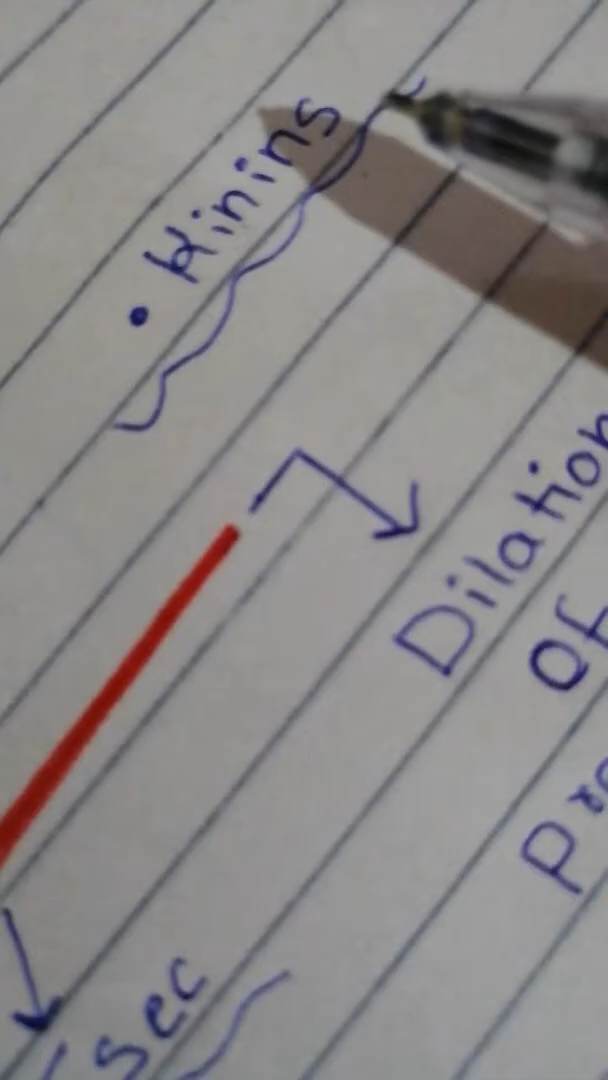 • Kinins
Dilation
Of
sec